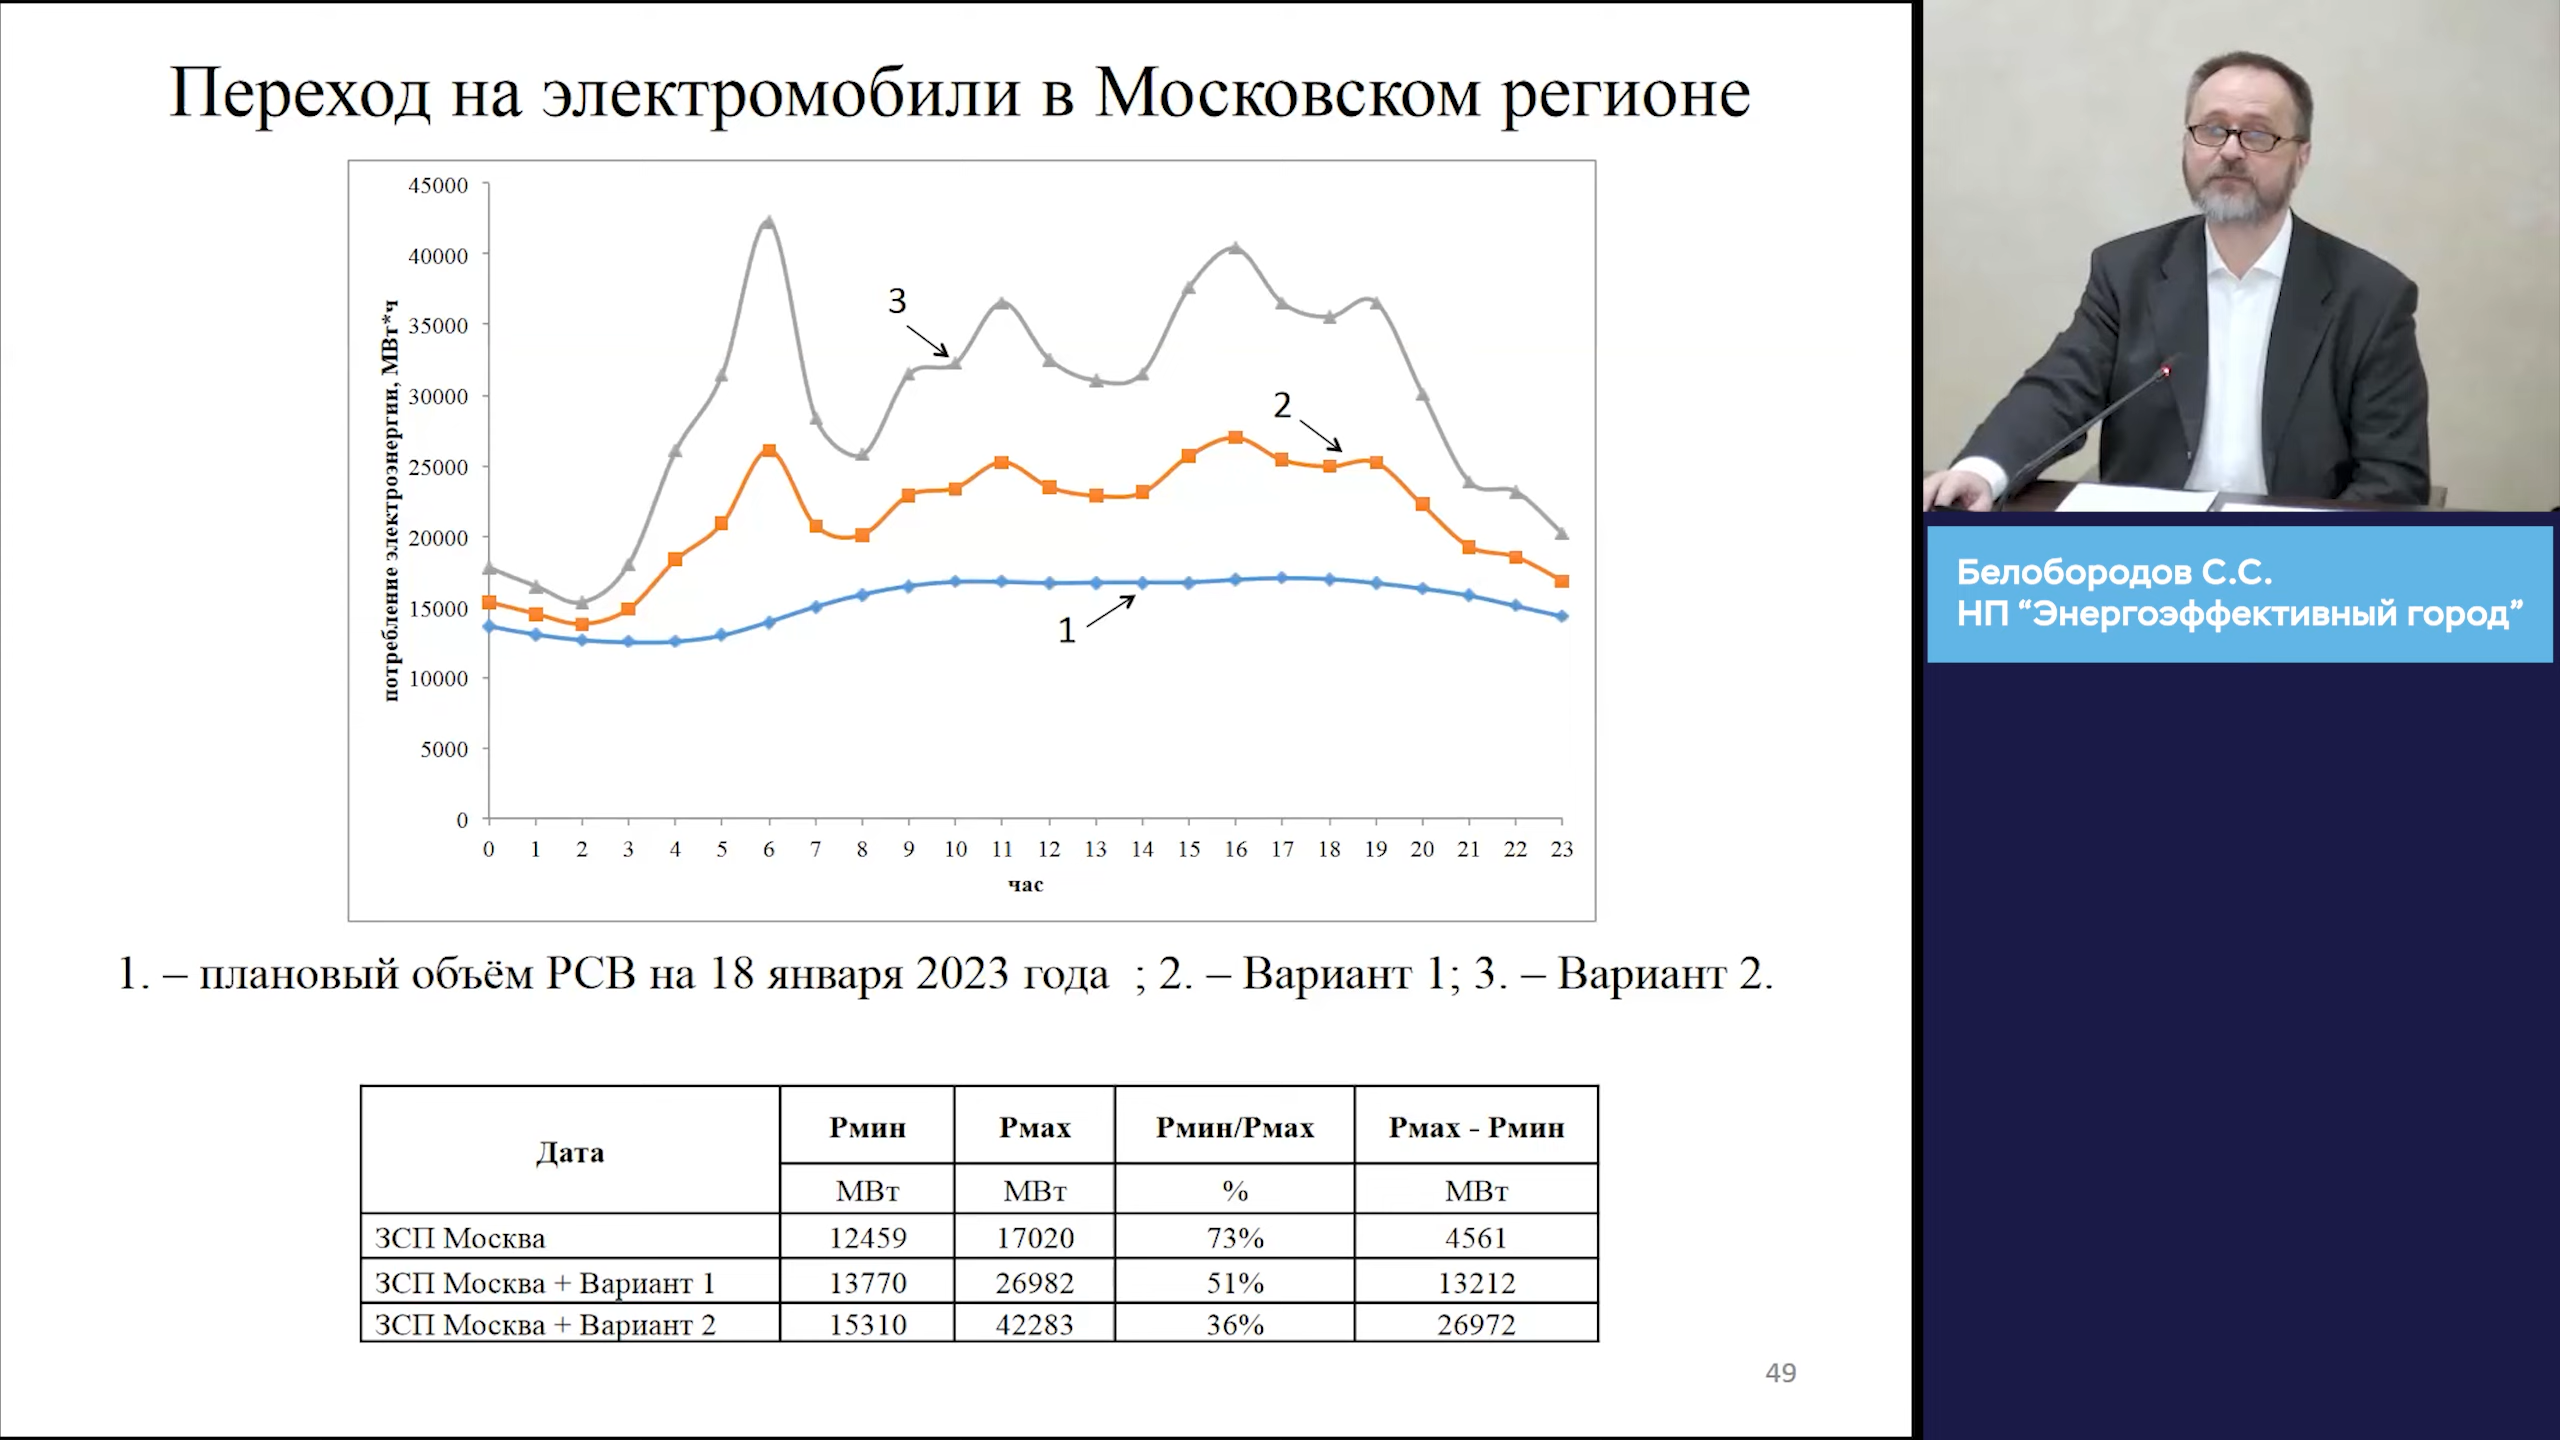 Переход на электромобили в Московском регионе
45000
40000
35000
30000
25000
20000
15000
10000
5000
0
потребление электроэнергии, МВт*ч
3
2
1
0 1 2 3 4 5 6 7 8 9 10 11 12 13 14 15 16 17 18 19 20 21 22 23
час
1. – плановый объём РСВ на 18 января 2023 года ; 2. – Вариант 1; 3. – Вариант 2.
Дата Рмин Рмах Рмин/Рмах Рмах - Рмин
МВт МВт % МВт
ЗСП Москва 12459 17020 73% 4561
ЗСП Москва + Вариант 1 13770 26982 51% 13212
ЗСП Москва + Вариант 2 15310 42283 36% 26972
49
Белобородов С.С.
НП “Энергоэффективный город”